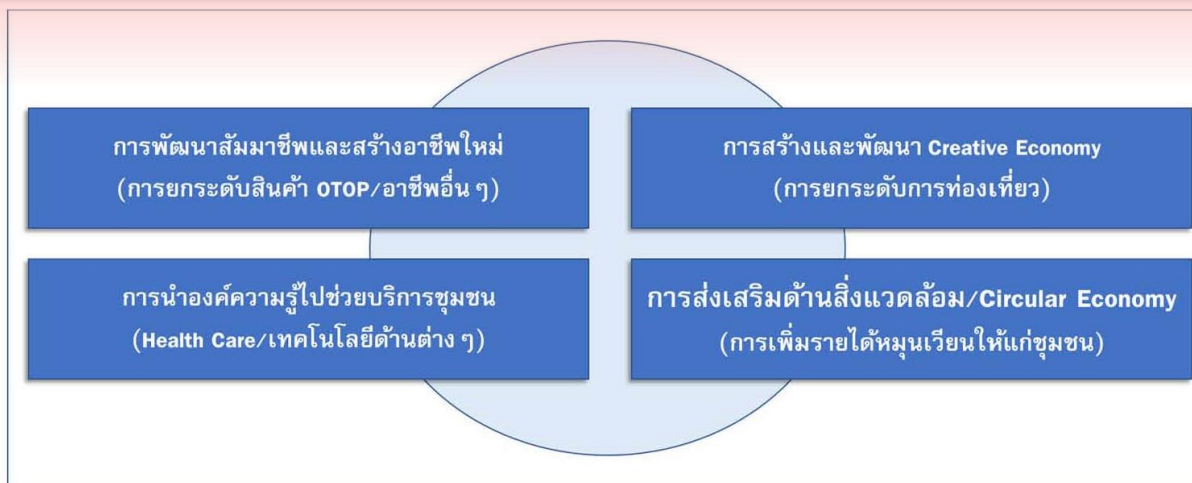 การพัฒนาสัมมาชีพและสร้างอาชีพใหม่
(การยกระดับสินค้า OTOP/อาชีพอื่น ๆ)
การสร้างและพัฒนา Creative Economy
(การยกระดับการท่องเที่ยว)
การนำองค์ความรู้ไปช่วยบริการชุมชน
(Health Care/เทคโนโลยีด้านต่าง ๆ)
การส่งเสริมด้านสิ่งแวดล้อม/Circular Economy
(การเพิ่มรายได้หมุนเวียนให้แก่ชุมชน)